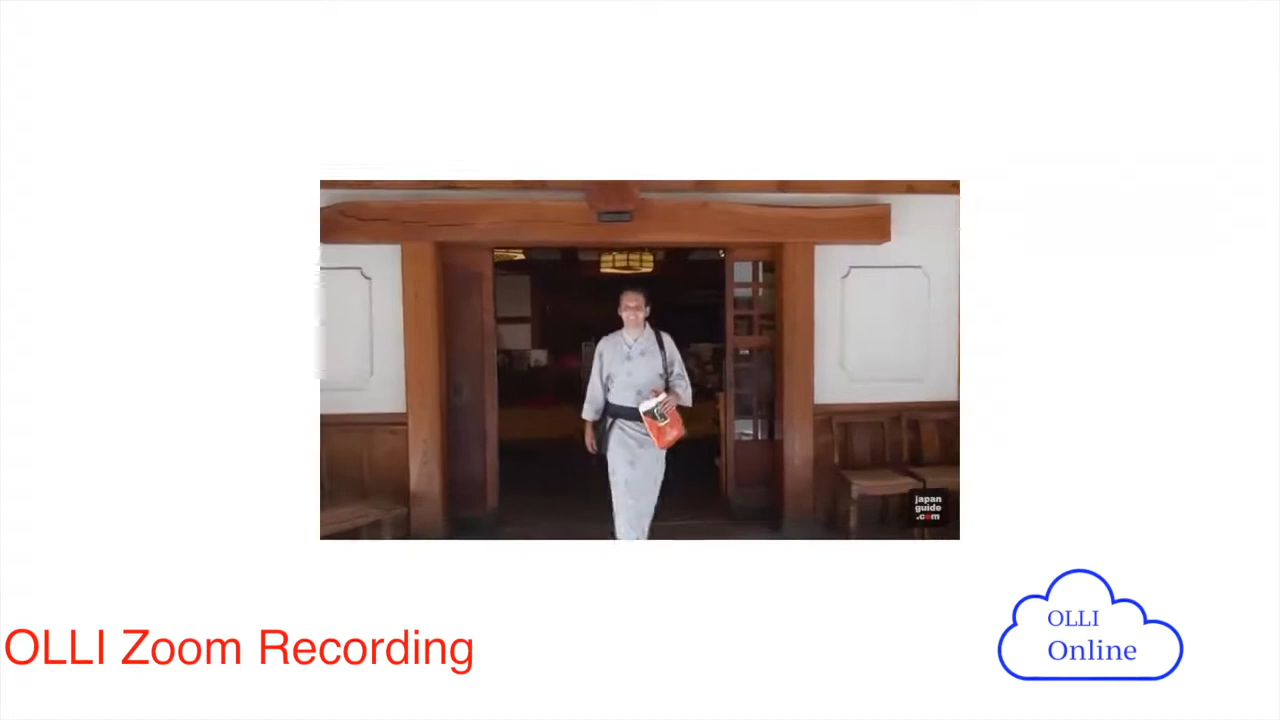 japan
guide
.com
OLLI
Online
OLLI Zoom Recording